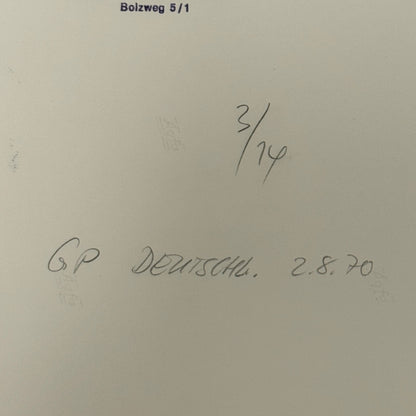 Bolzweg 5/1
3/14
GP DEUTSCHL. 2.8.70